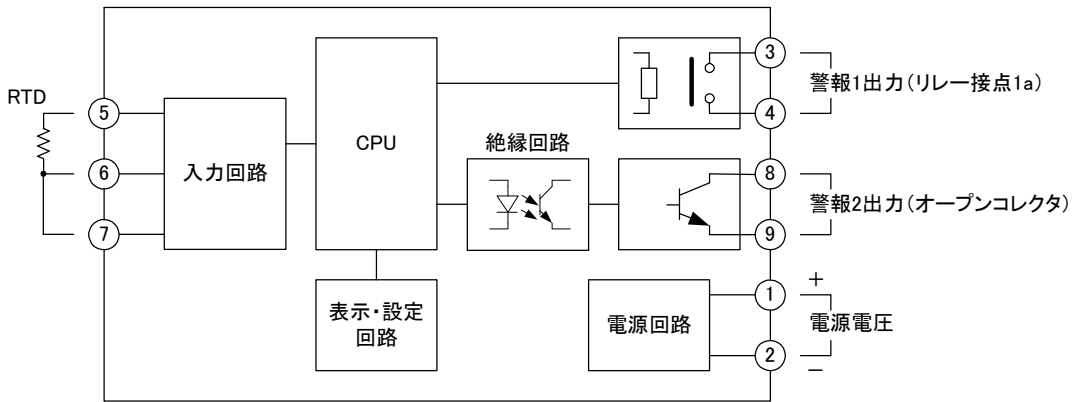 RTD
5
6
7
入力回路
CPU
表示・設定
回路
絶縁回路
電源回路
3
4
警報1出力(リレー接点1a)
8
9
警報2出力(オープンコレクタ)
1
2
+
電源電圧
−